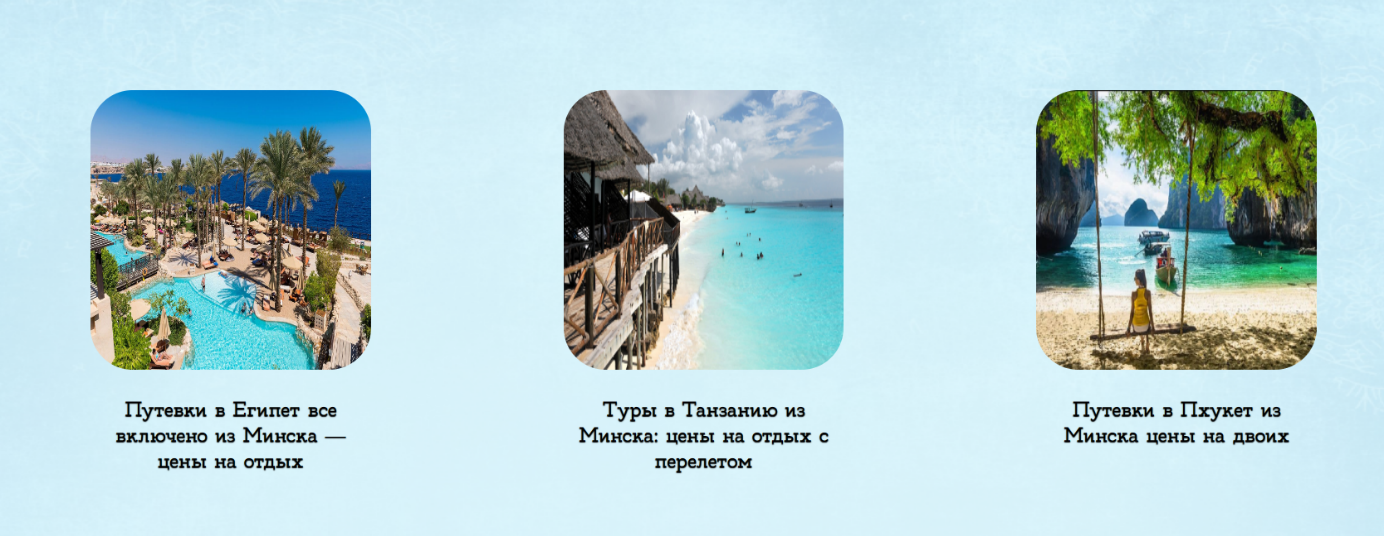 Путевки в Египет все
включено из Минска —
цены на отдых
Туры в Танзанию из
Минска: цены на отдых с
перелетом
Путевки в Пхукет из
Минска цены на двоих